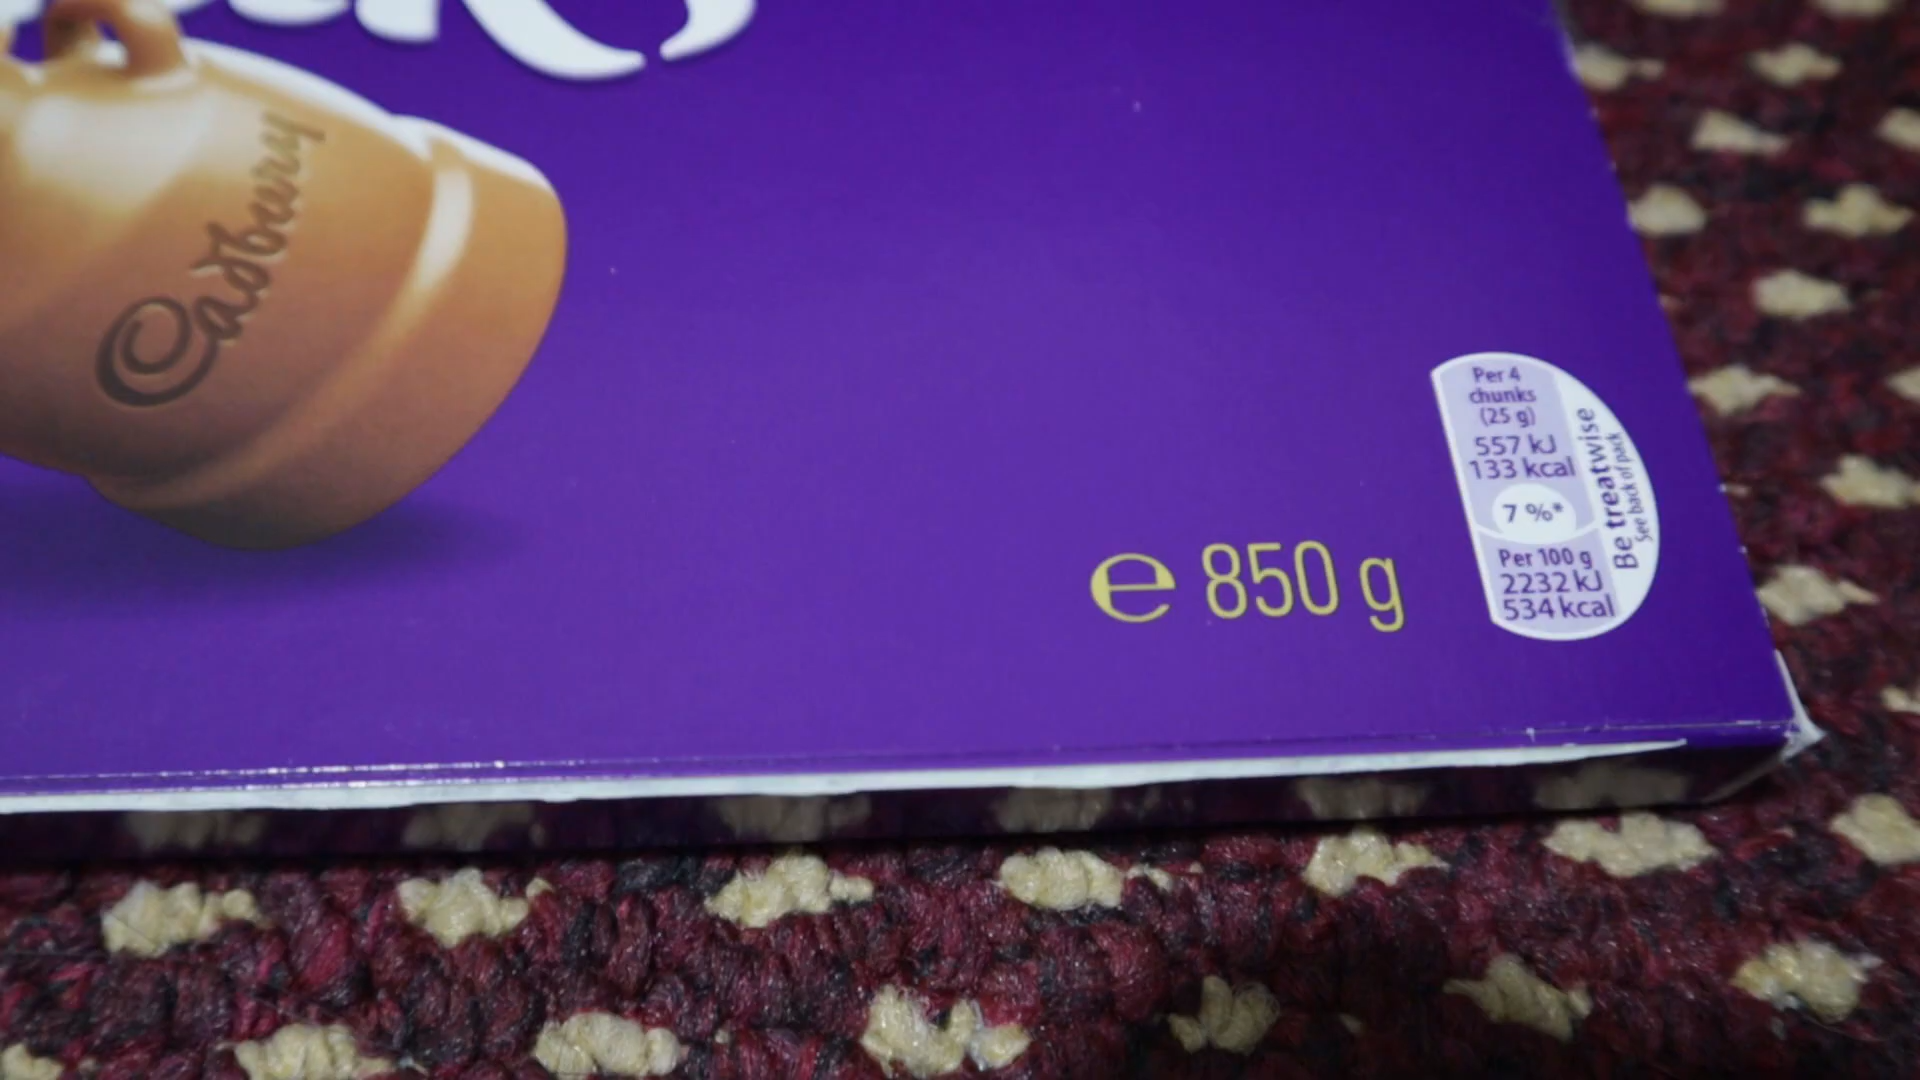 Cadbury
℮ 850 g
Per 4
chunks
(25 g)
557 kJ
133 kcal
7 %*
Per 100 g
2232 kJ
534 kcal
Be treatwise
See back of pack